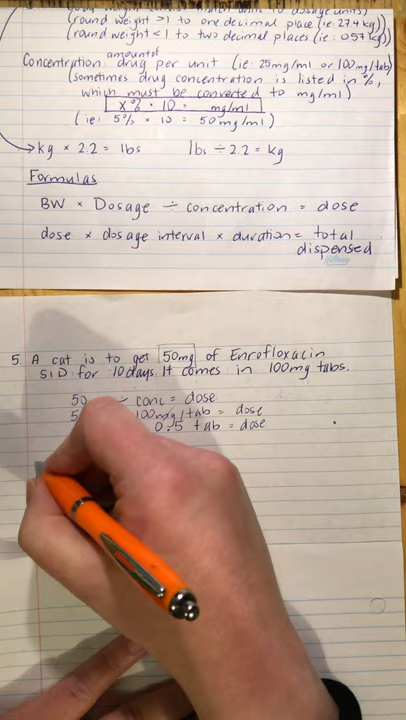 (round weight >1 to one decimal place (ie: 27.4 kg))
(round weight <1 to two decimal places (ie: 0.57 kg))
Concentration: amount of drug per unit (ie: 25mg/ml or 100mg/tab)
(sometimes drug concentration is listed in %,
which must be converted to mg/ml)
X% • 10 = mg/ml
(ie: 5% × 10 = 50mg/ml)
kg × 2.2 = lbs lbs ÷ 2.2 = kg
Formulas
BW × Dosage ÷ concentration = dose
dose × dosage interval × duration = total
dispensed
5. A cat is to get 50mg of Enrofloxacin
SID for 10 days. It comes in 100mg tabs.
50 ÷ conc = dose
5 100mg/tab = dose
0.5 tab = dose